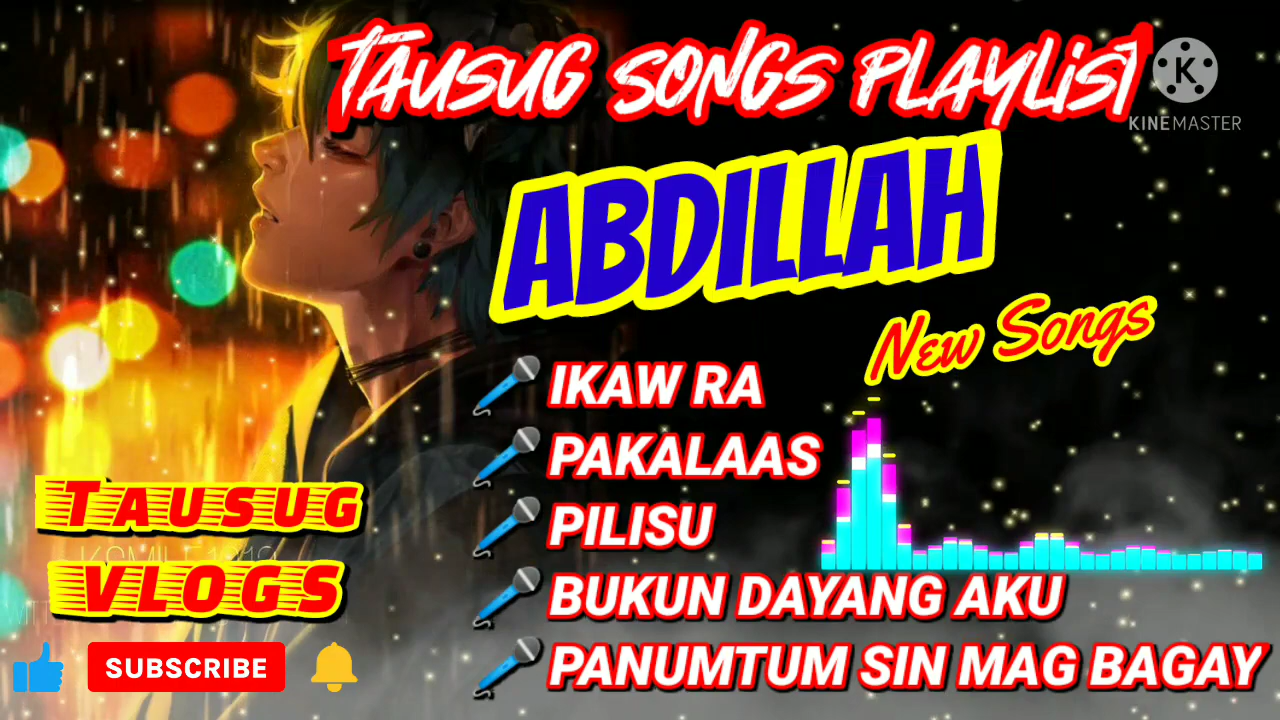 TAUSUG SONGS PLAYLIST
K
KINEMASTER
ABDILLAH
New Songs
IKAW RA
PAKALAAS
PILISU
BUKUN DAYANG AKU
PANUMTUM SIN MAG BAGAY
TAUSUG
VLOGS
SUBSCRIBE